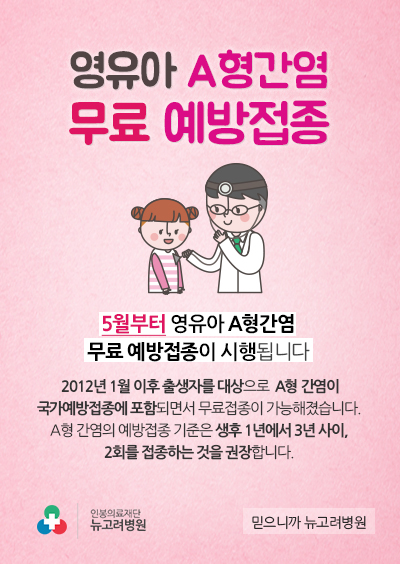 영유아 A형간염
무료 예방접종
5월부터 영유아 A형간염
무료 예방접종이 시행됩니다
2012년 1월 이후 출생자를 대상으로 A형 간염이
국가예방접종에 포함되면서 무료접종이 가능해졌습니다.
A형 간염의 예방접종 기준은 생후 1년에서 3년 사이,
2회를 접종하는 것을 권장합니다.
인봉의료재단
뉴고려병원
믿으니까 뉴고려병원